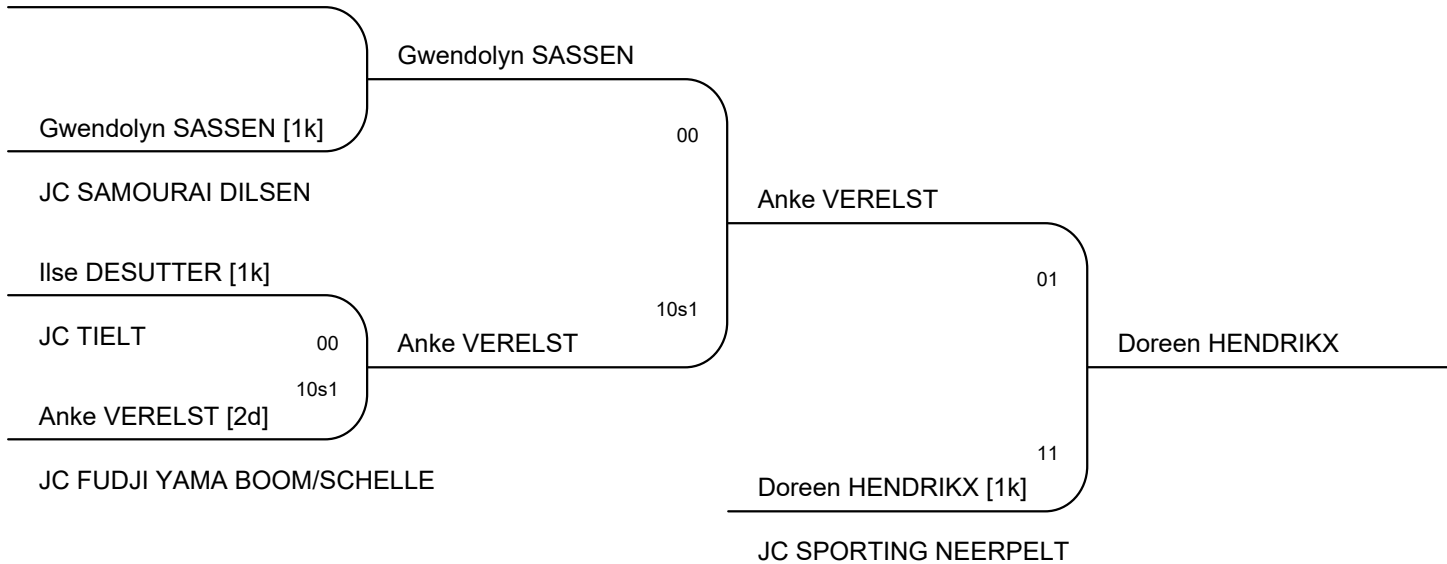 Gwendolyn SASSEN
Gwendolyn SASSEN [1k]
00
JC SAMOURAI DILSEN
Anke VERELST
Ilse DESUTTER [1k]
01
10s1
JC TIELT
00
Anke VERELST
Doreen HENDRIKX
10s1
Anke VERELST [2d]
11
JC FUDJI YAMA BOOM/SCHELLE
Doreen HENDRIKX [1k]
JC SPORTING NEERPELT